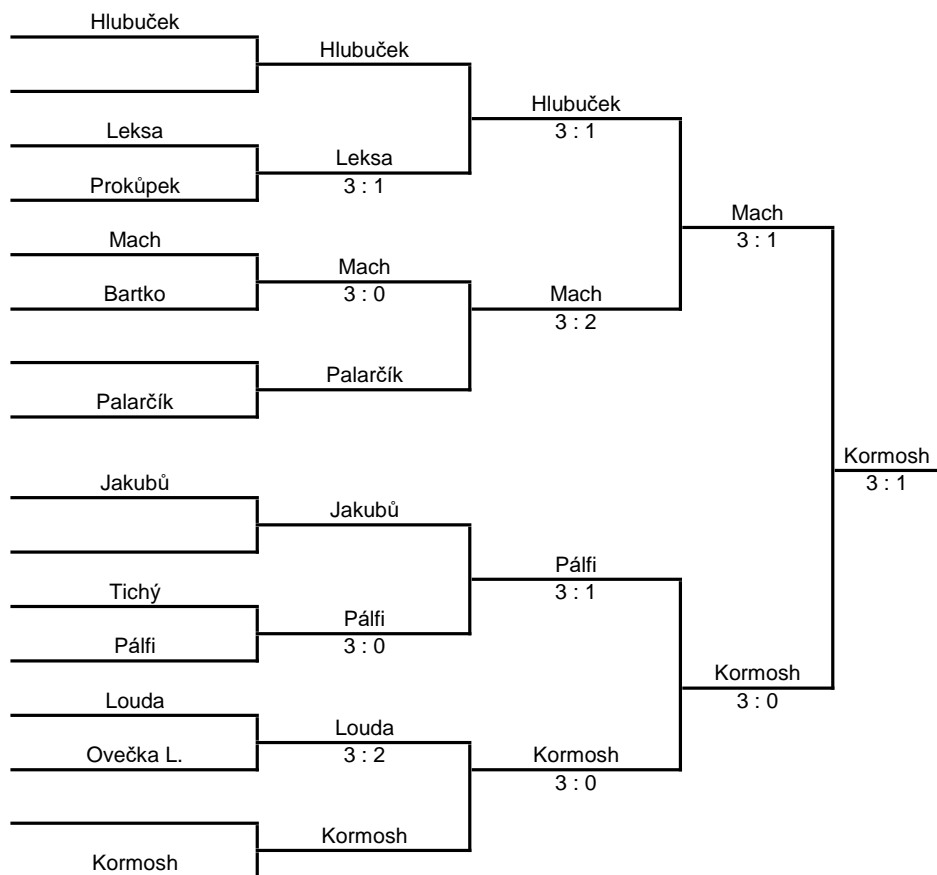 Hlubuček
Hlubuček
Hlubuček
3 : 1
Leksa
Leksa
3 : 1
Prokůpek
Mach
3 : 1
Mach
Mach
3 : 0
Bartko
Mach
3 : 2
Palarčík
Palarčík
Kormosh
3 : 1
Jakubů
Jakubů
Pálfi
3 : 1
Tichý
Pálfi
3 : 0
Pálfi
Kormosh
3 : 0
Louda
Louda
3 : 2
Ovečka L.
Kormosh
3 : 0
Kormosh
Kormosh